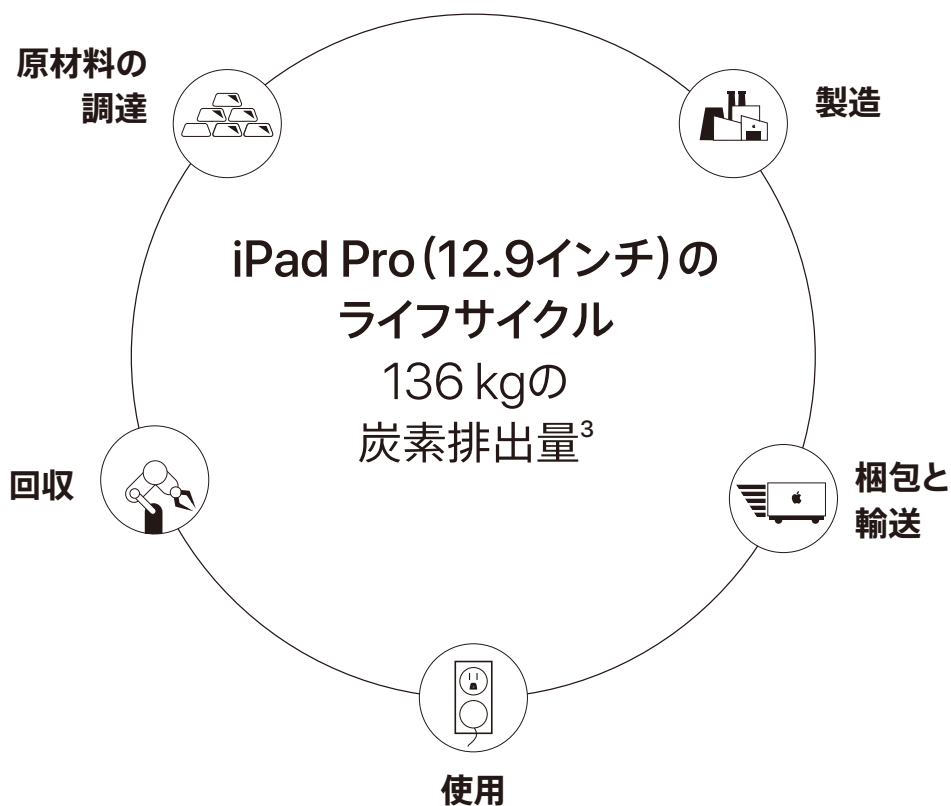 原材料の
調達
製造
iPad Pro（12.9インチ）の
ライフサイクル
136 kgの
炭素排出量³
回収
梱包と
輸送
使用